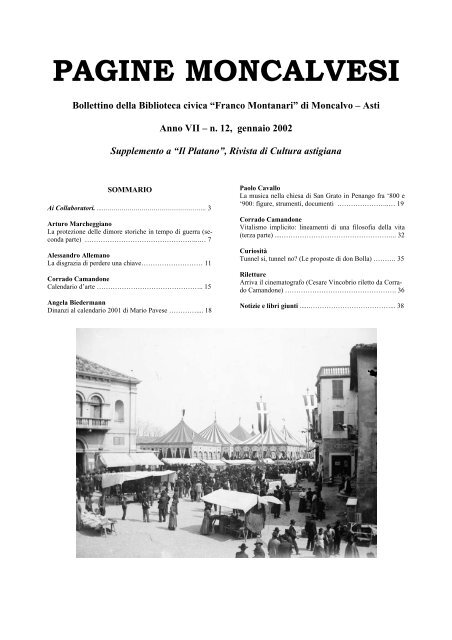 PAGINE MONCALVESI
Bollettino della Biblioteca civica “Franco Montanari” di Moncalvo – Asti
Anno VII – n. 12, gennaio 2002
Supplemento a “Il Platano”, Rivista di Cultura astigiana
SOMMARIO
Ai Collaboratori. ................................................................ 3
Arturo Marcheggiano
La protezione delle dimore storiche in tempo di guerra (se-
conda parte) ...................................................................... 7
Alessandro Allemano
La disgrazia di perdere una chiave................................... 11
Corrado Camandone
Calendario d’arte .............................................................. 15
Angela Biedermann
Dinanzi al calendario 2001 di Mario Pavese .................. 18
Paolo Cavallo
La musica nella chiesa di San Grato in Penango fra ‘800 e
‘900: figure, strumenti, documenti .................................. 19
Corrado Camandone
Vitalismo implicito: lineamenti di una filosofia della vita
(terza parte) ...................................................................... 32
Curiosità
Tunnel si, tunnel no? (Le proposte di don Bolla) ............ 35
Riletture
Arriva il cinematografo (Cesare Vincobrio riletto da Corra-
do Camandone) ................................................................ 36
Notizie e libri giunti ......................................................... 38